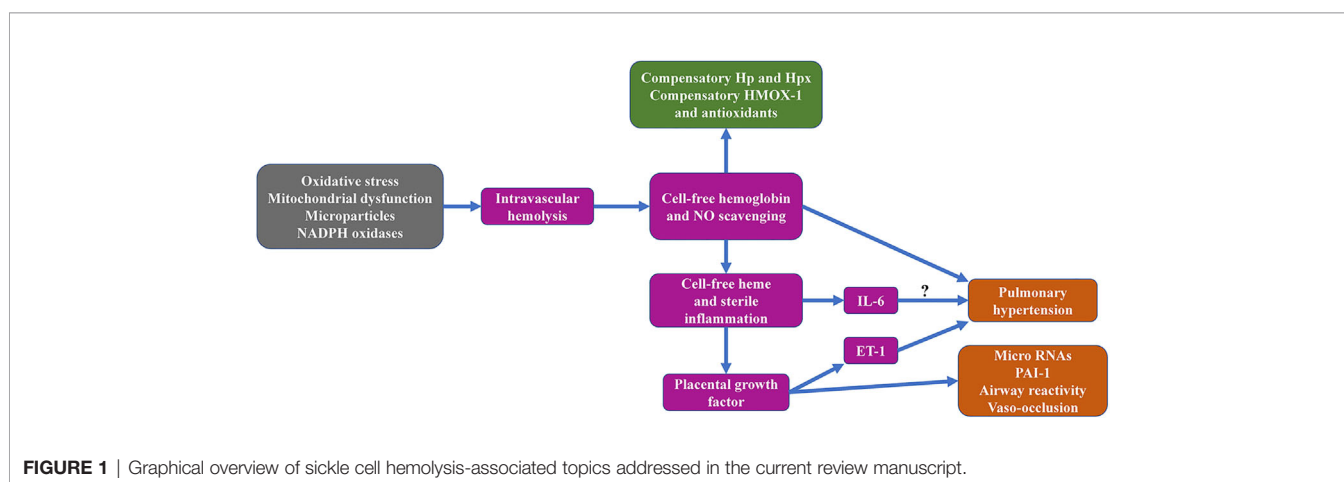 Compensatory Hp and Hpx
Compensatory HMOX-1
and antioxidants
Oxidative stress
Mitochondrial dysfunction
Microparticles
NADPH oxidases
Intravascular
hemolysis
Cell-free hemoglobin
and NO scavenging
Cell-free heme
and sterile
inflammation
IL-6
?
Pulmonary
hypertension
ET-1
Placental growth
factor
Micro RNAs
PAI-1
Airway reactivity
Vaso-occlusion
FIGURE 1 | Graphical overview of sickle cell hemolysis-associated topics addressed in the current review manuscript.